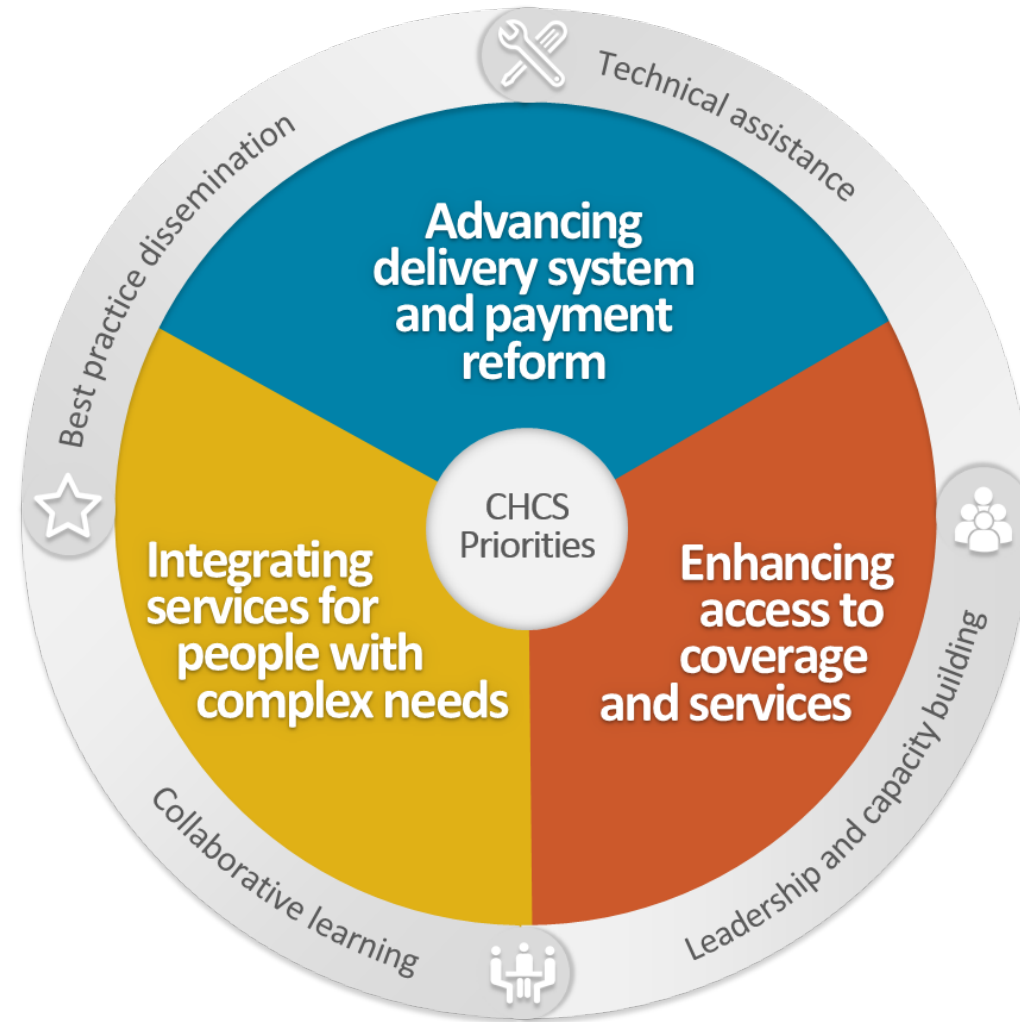 Technical assistance
Best practice dissemination
Advancing
delivery system
and payment
reform
CHCS
Priorities
Integrating
services for
people with
complex needs
Enhancing
access to
coverage
and services
Leadership and capacity building
Collaborative learning